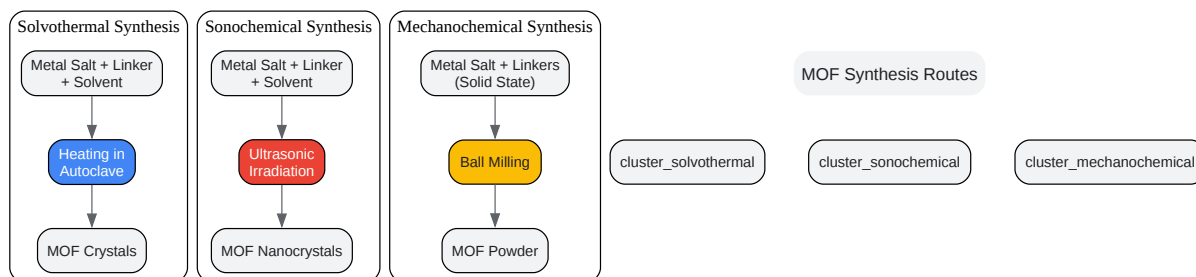 Solvothermal Synthesis
Metal Salt + Linker
+ Solvent
Heating in
Autoclave
MOF Crystals
Sonochemical Synthesis
Metal Salt + Linker
+ Solvent
Ultrasonic
Irradiation
MOF Nanocrystals
Mechanochemical Synthesis
Metal Salt + Linkers
(Solid State)
Ball Milling
MOF Powder
MOF Synthesis Routes
cluster_solvothermal
cluster_sonochemical
cluster_mechanochemical